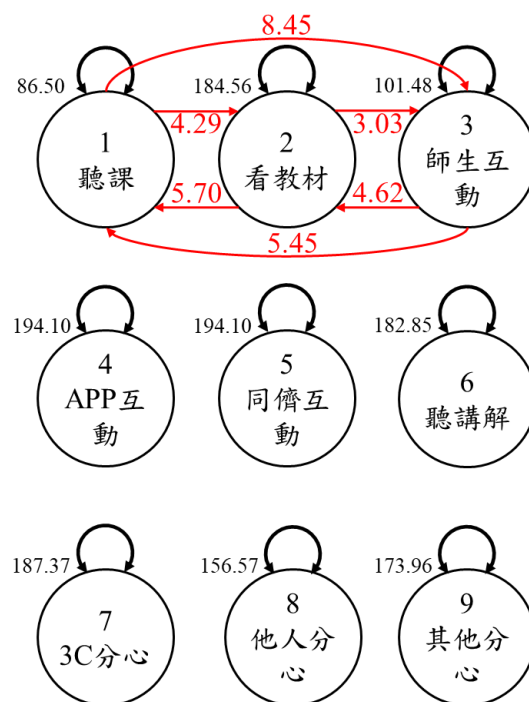 8.45
86.50
184.56
101.48
1
聽課
4.29
2
看教材
3.03
3
師生互
動
5.70
4.62
5.45
194.10
194.10
182.85
4
APP互
動
5
同儕互
動
6
聽講解
187.37
156.57
173.96
7
3C分心
8
他人分
心
9
其他分
心